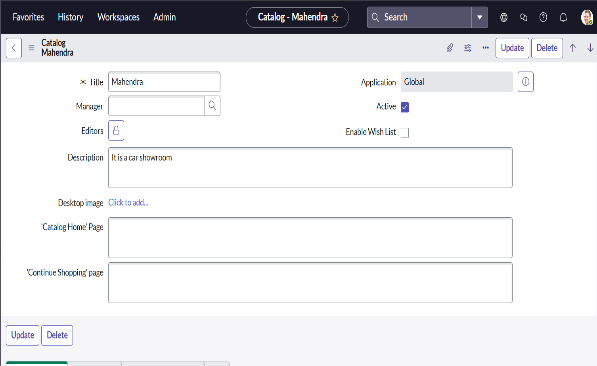 Favorites History Workspaces Admin Catalog - Mahendra ☆ Search
Catalog
Mahendra
Update Delete
* Title Mahendra Application Global
Manager Active
Editors Enable Wish List
Description It is a car showroom
Desktop image Click to add...
'Catalog Home' Page
'Continue Shopping' page
Update Delete